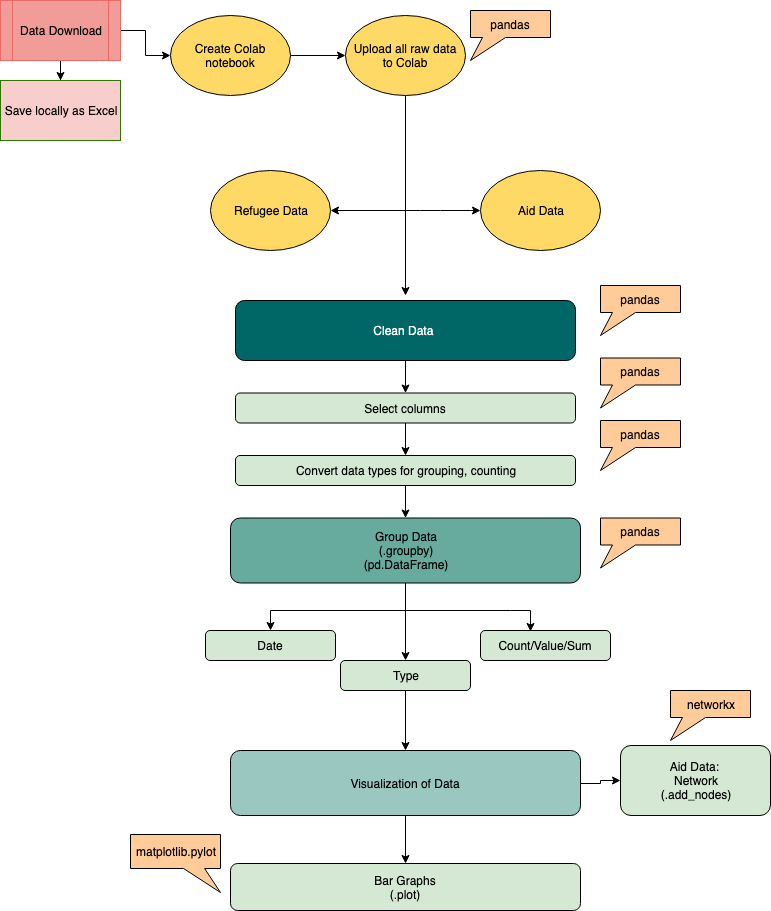 Data Download
Create Colab
notebook
Upload all raw data
to Colab
pandas
Save locally as Excel
Refugee Data
Aid Data
pandas
Clean Data
pandas
Select columns
pandas
Convert data types for grouping, counting
pandas
Group Data
(.groupby)
(pd.DataFrame)
Date
Count/Value/Sum
Type
networkx
Visualization of Data
Aid Data:
Network
(.add_nodes)
matplotlib.pylot
Bar Graphs
(.plot)